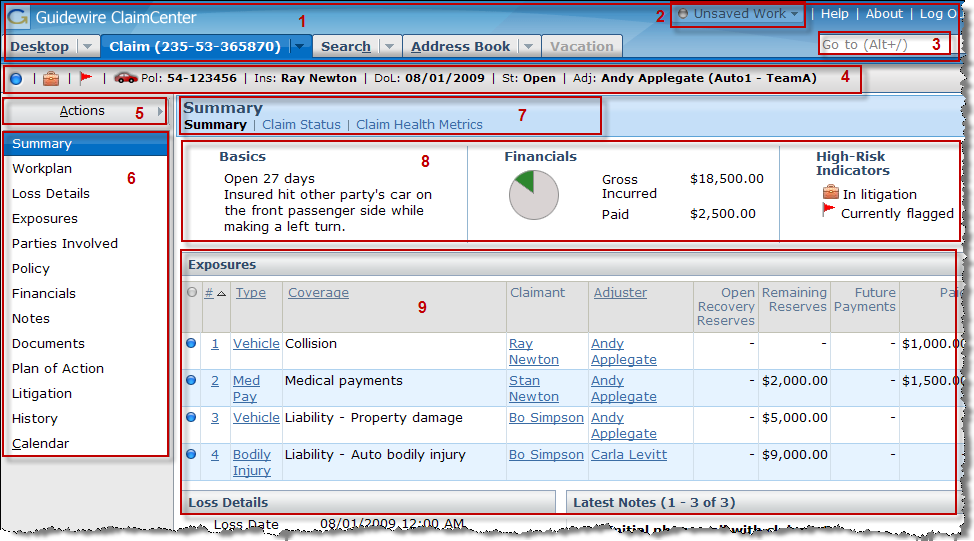 Guidewire ClaimCenter 1 2 Unsaved Work | Help | About | Log Ou
Desktop Claim (235-53-365870) Search Address Book Vacation Go to (Alt+/) 3
| | | Pol: 54-123456 | Ins: Ray Newton | DoL: 08/01/2009 | St: Open | Adj: Andy Applegate (Auto1 - TeamA) 4
Actions 5
Summary
Workplan
6
Loss Details
Exposures
Parties Involved
Policy
Financials
Notes
Documents
Plan of Action
Litigation
History
Calendar
Summary 7
Summary | Claim Status | Claim Health Metrics
Basics
Open 27 days
Insured hit other party's car on
the front passenger side while
making a left turn.
8
Financials
Gross
Incurred $18,500.00
Paid $2,500.00
High-Risk
Indicators
In litigation
Currently flagged
Exposures
# Type Coverage 9 Claimant Adjuster Open Recovery Reserves Remaining Reserves Future Payments
1 Vehicle Collision Ray Newton Andy Applegate - - - $1,000.00
2 Med Pay Medical payments Stan Newton Andy Applegate - $2,000.00 - $1,500.0
3 Vehicle Liability - Property damage Bo Simpson Andy Applegate - $5,000.00 -
4 Bodily Injury Liability - Auto bodily injury Bo Simpson Carla Levitt - $9,000.00 -
Loss Details
Loss Date 08/01/2009 12:00 AM
Latest Notes (1 - 3 of 3)